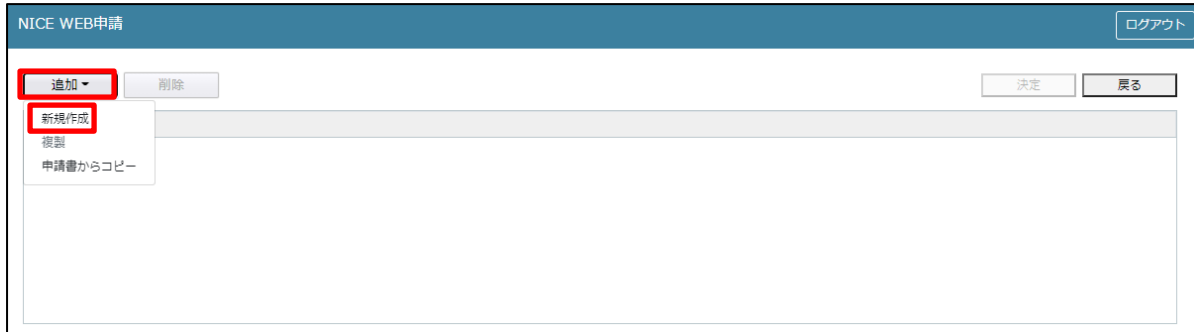 NICE WEB申請
ログアウト
追加
削除
決定
戻る
新規作成
複製
申請書からコピー